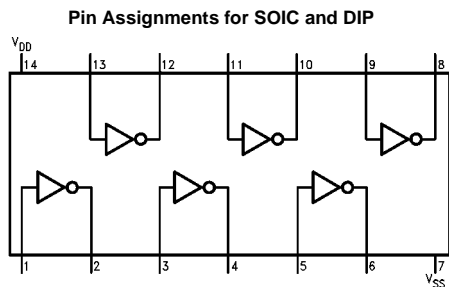 Pin Assignments for SOIC and DIP
VDD
14 13 12 11 10 9 8
1 2 3 4 5 6 7
VSS